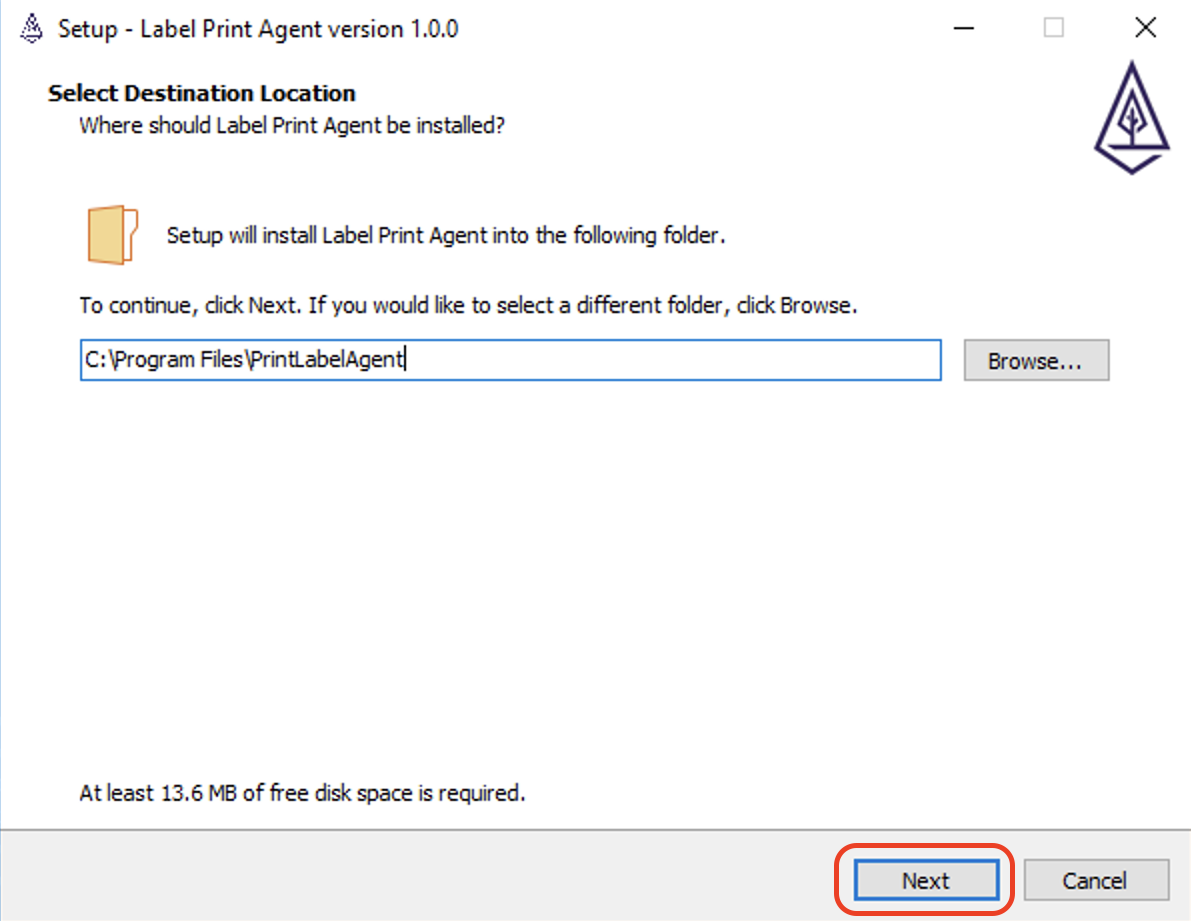 Setup - Label Print Agent version 1.0.0
Select Destination Location
Where should Label Print Agent be installed?
Setup will install Label Print Agent into the following folder.
To continue, click Next. If you would like to select a different folder, click Browse.
C:\Program Files\PrintLabelAgent
Browse...
At least 13.6 MB of free disk space is required.
Next
Cancel